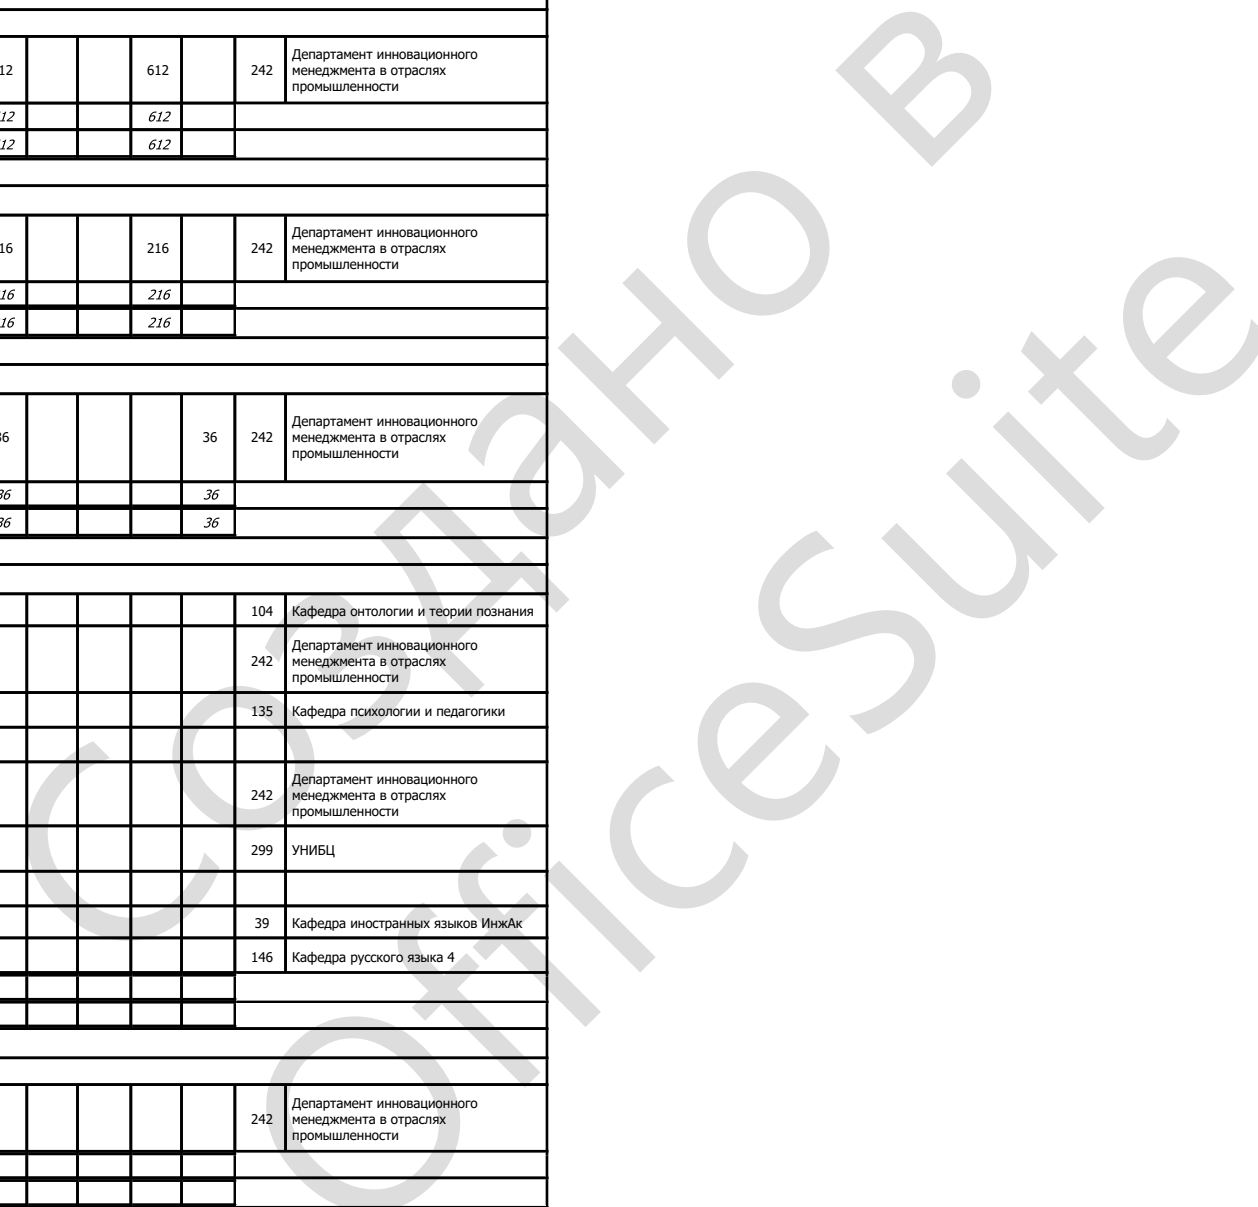 12 612 242 Департамент инновационного
менеджмента в отраслях
промышленности
12 612
12 612
16 216 242 Департамент инновационного
менеджмента в отраслях
промышленности
16 216
16 216
36 36 242 Департамент инновационного
менеджмента в отраслях
промышленности
36 36
36 36
104 Кафедра онтологии и теории познания
242 Департамент инновационного
менеджмента в отраслях
промышленности
135 Кафедра психологии и педагогики
242 Департамент инновационного
менеджмента в отраслях
промышленности
299 УНИБЦ
39 Кафедра иностранных языков ИнжАк
146 Кафедра русского языка 4
242 Департамент инновационного
менеджмента в отраслях
промышленности
Создано в
OfficeSuite